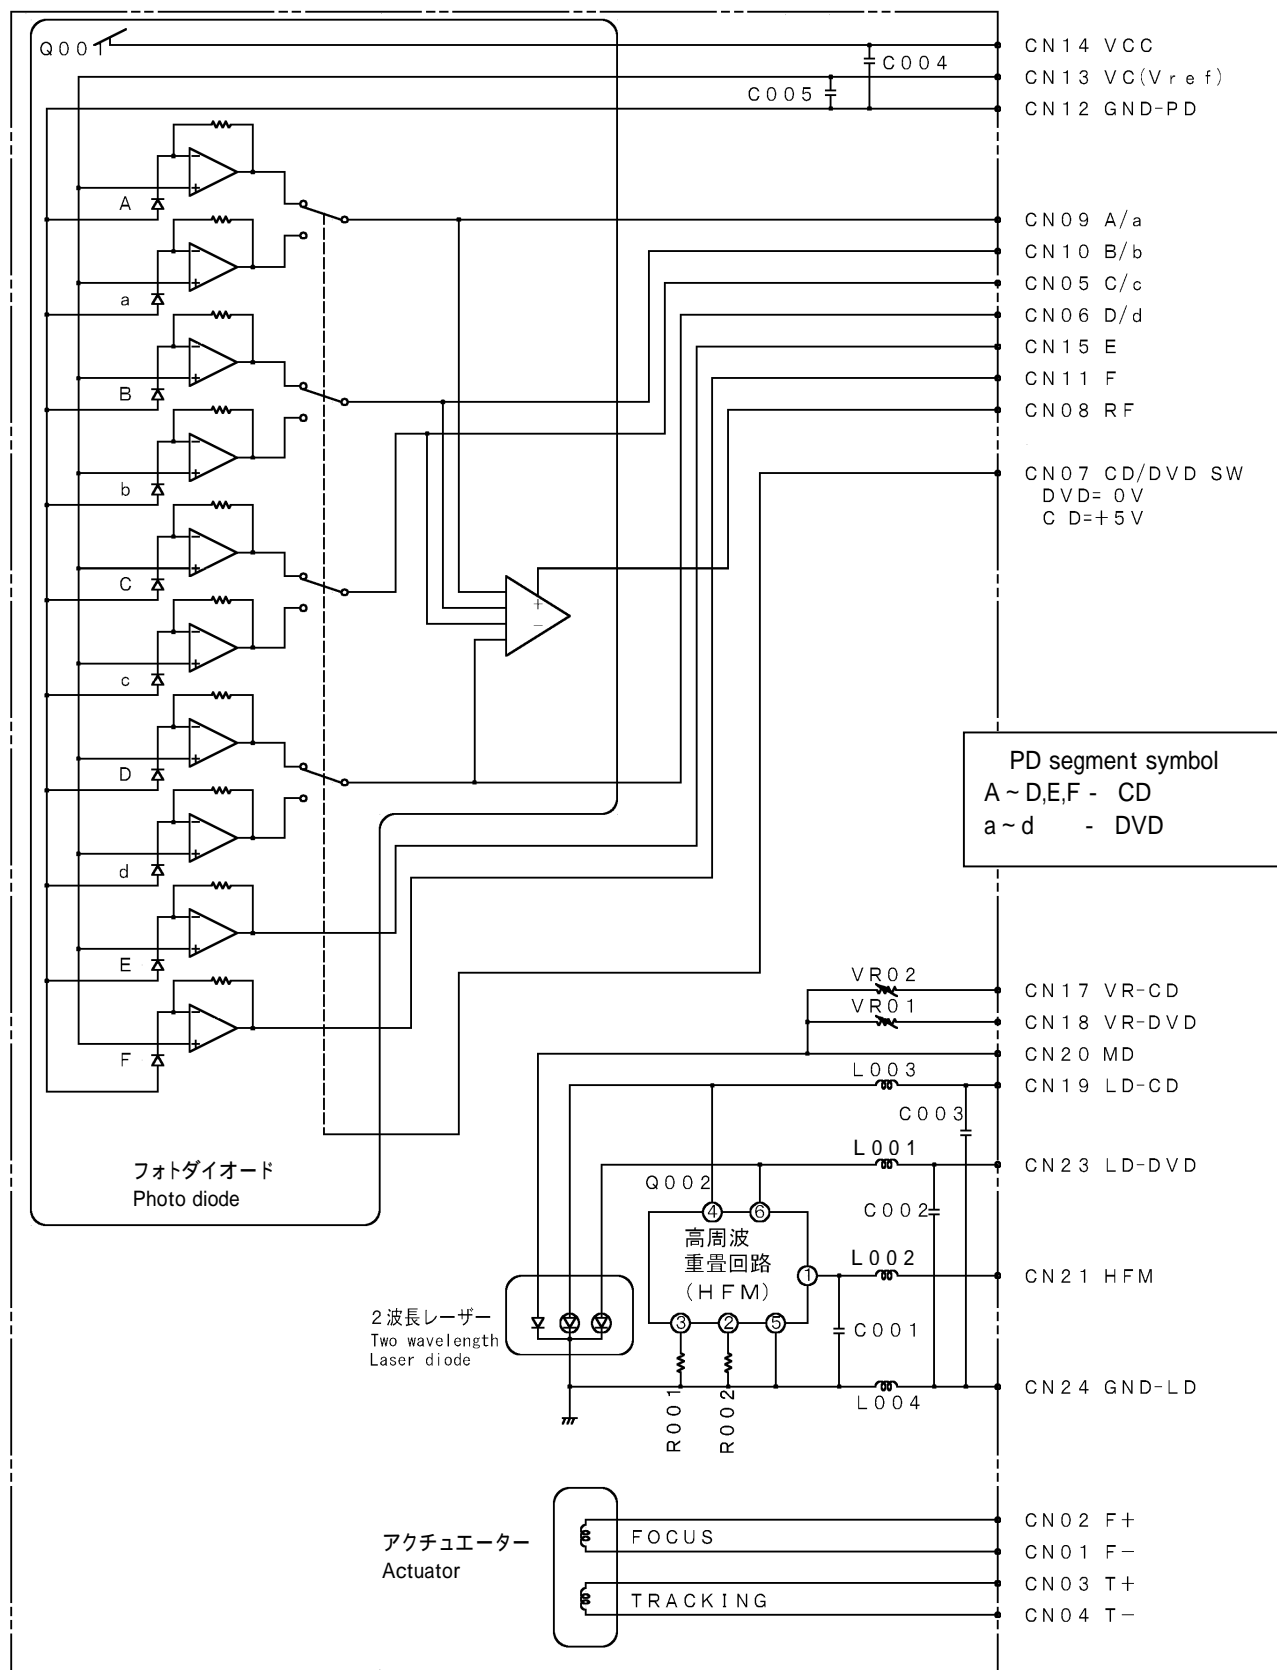 Q001
CN14 VCC
C004
CN13 VC(Vref)
C005
CN12 GND-PD
A
CN09 A/a
CN10 B/b
CN05 C/c
a
CN06 D/d
CN15 E
CN11 F
B
CN08 RF
CN07 CD/DVD SW
DVD= 0V
CD=+5V
b
C
c
D
d
E
F
PD segment symbol
A ~ D,E,F - CD
a ~ d - DVD
VR02
CN17 VR-CD
VR01
CN18 VR-DVD
CN20 MD
L003
CN19 LD-CD
C003
L001
CN23 LD-DVD
フォトダイオード
Photo diode
Q002
④ ⑥
C002
高周波
重畳回路
(HFM)
L002
①
CN21 HFM
2波長レーザー
Two wavelength
Laser diode
③ ② ⑤
C001
R001
R002
L004
CN24 GND-LD
アクチュエーター
Actuator
FOCUS
CN02 F+
CN01 F−
TRACKING
CN03 T+
CN04 T−